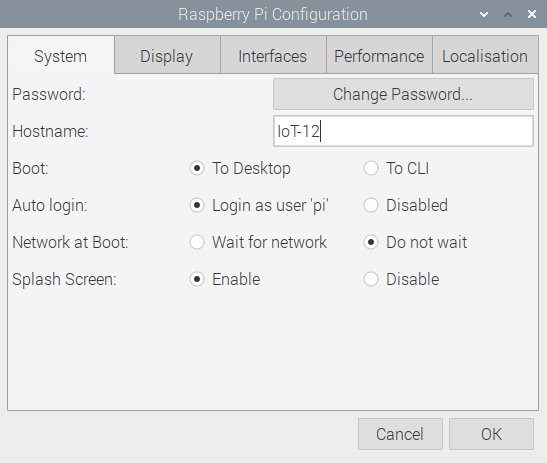 Raspberry Pi Configuration
System Display Interfaces Performance Localisation
Password: Change Password...
Hostname: IoT-12
Boot: To Desktop To CLI
Auto login: Login as user 'pi' Disabled
Network at Boot: Wait for network Do not wait
Splash Screen: Enable Disable
Cancel OK